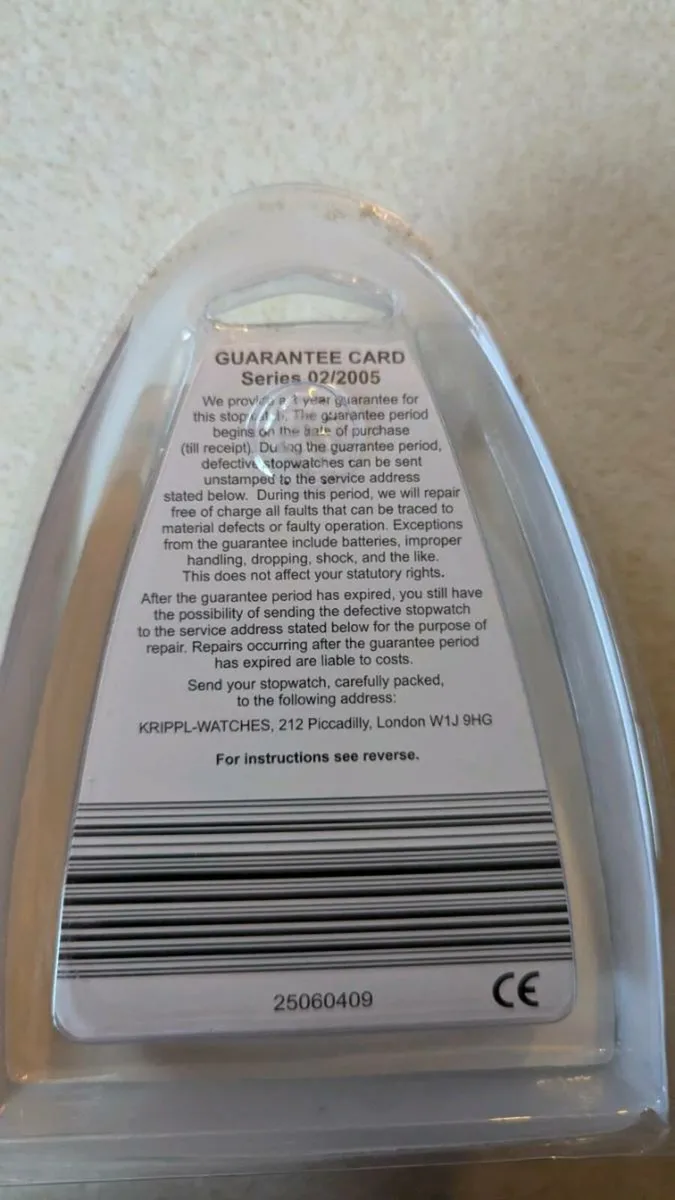 GUARANTEE CARD
Series 02/2005
We provide a 1 year guarantee for
this stopwatch. The guarantee period
begins on the date of purchase
(till receipt). During the guarantee period,
defective stopwatches can be sent
unstamped to the service address
stated below. During this period, we will repair
free of charge all faults that can be traced to
material defects or faulty operation. Exceptions
from the guarantee include batteries, improper
handling, dropping, shock, and the like.
This does not affect your statutory rights.
After the guarantee period has expired, you still have
the possibility of sending the defective stopwatch
to the service address stated below for the purpose of
repair. Repairs occurring after the guarantee period
has expired are liable to costs.
Send your stopwatch, carefully packed,
to the following address:
KRIPPL-WATCHES, 212 Piccadilly, London W1J 9HG
For instructions see reverse.
25060409
CE